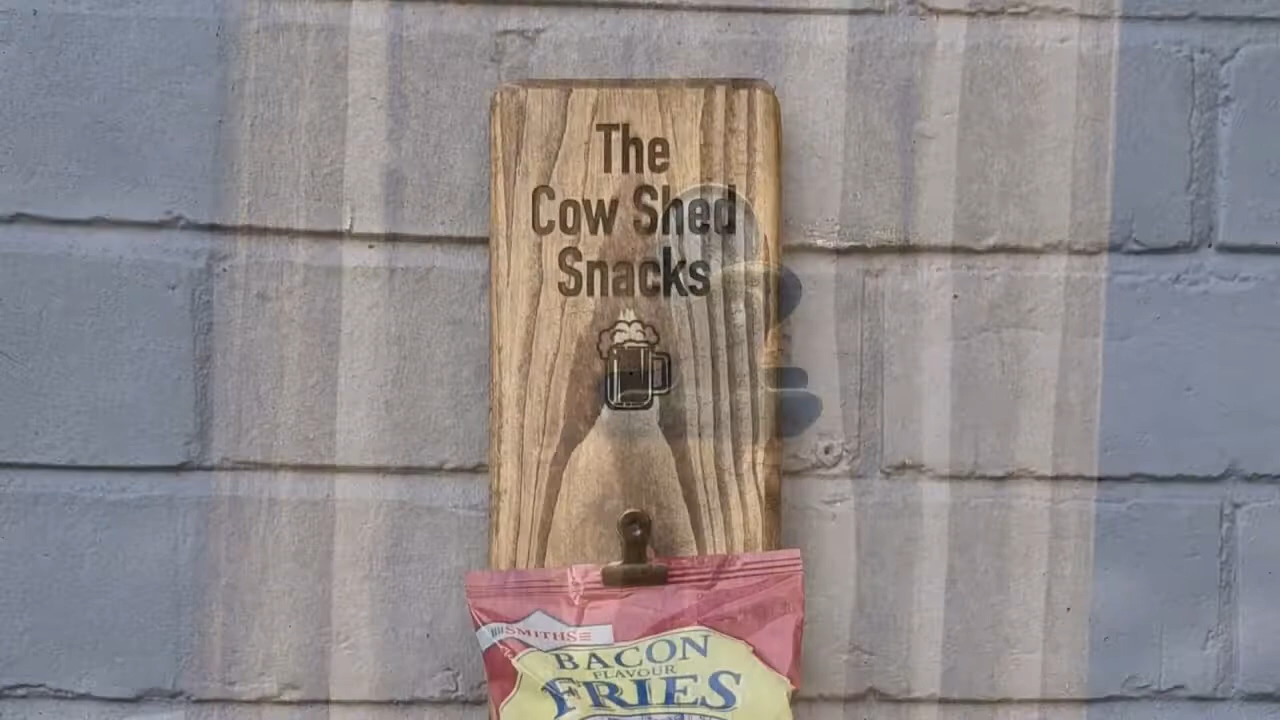 The
Cow Shed
Snacks
SMITHS
BACON
FLAVOUR
FRIES